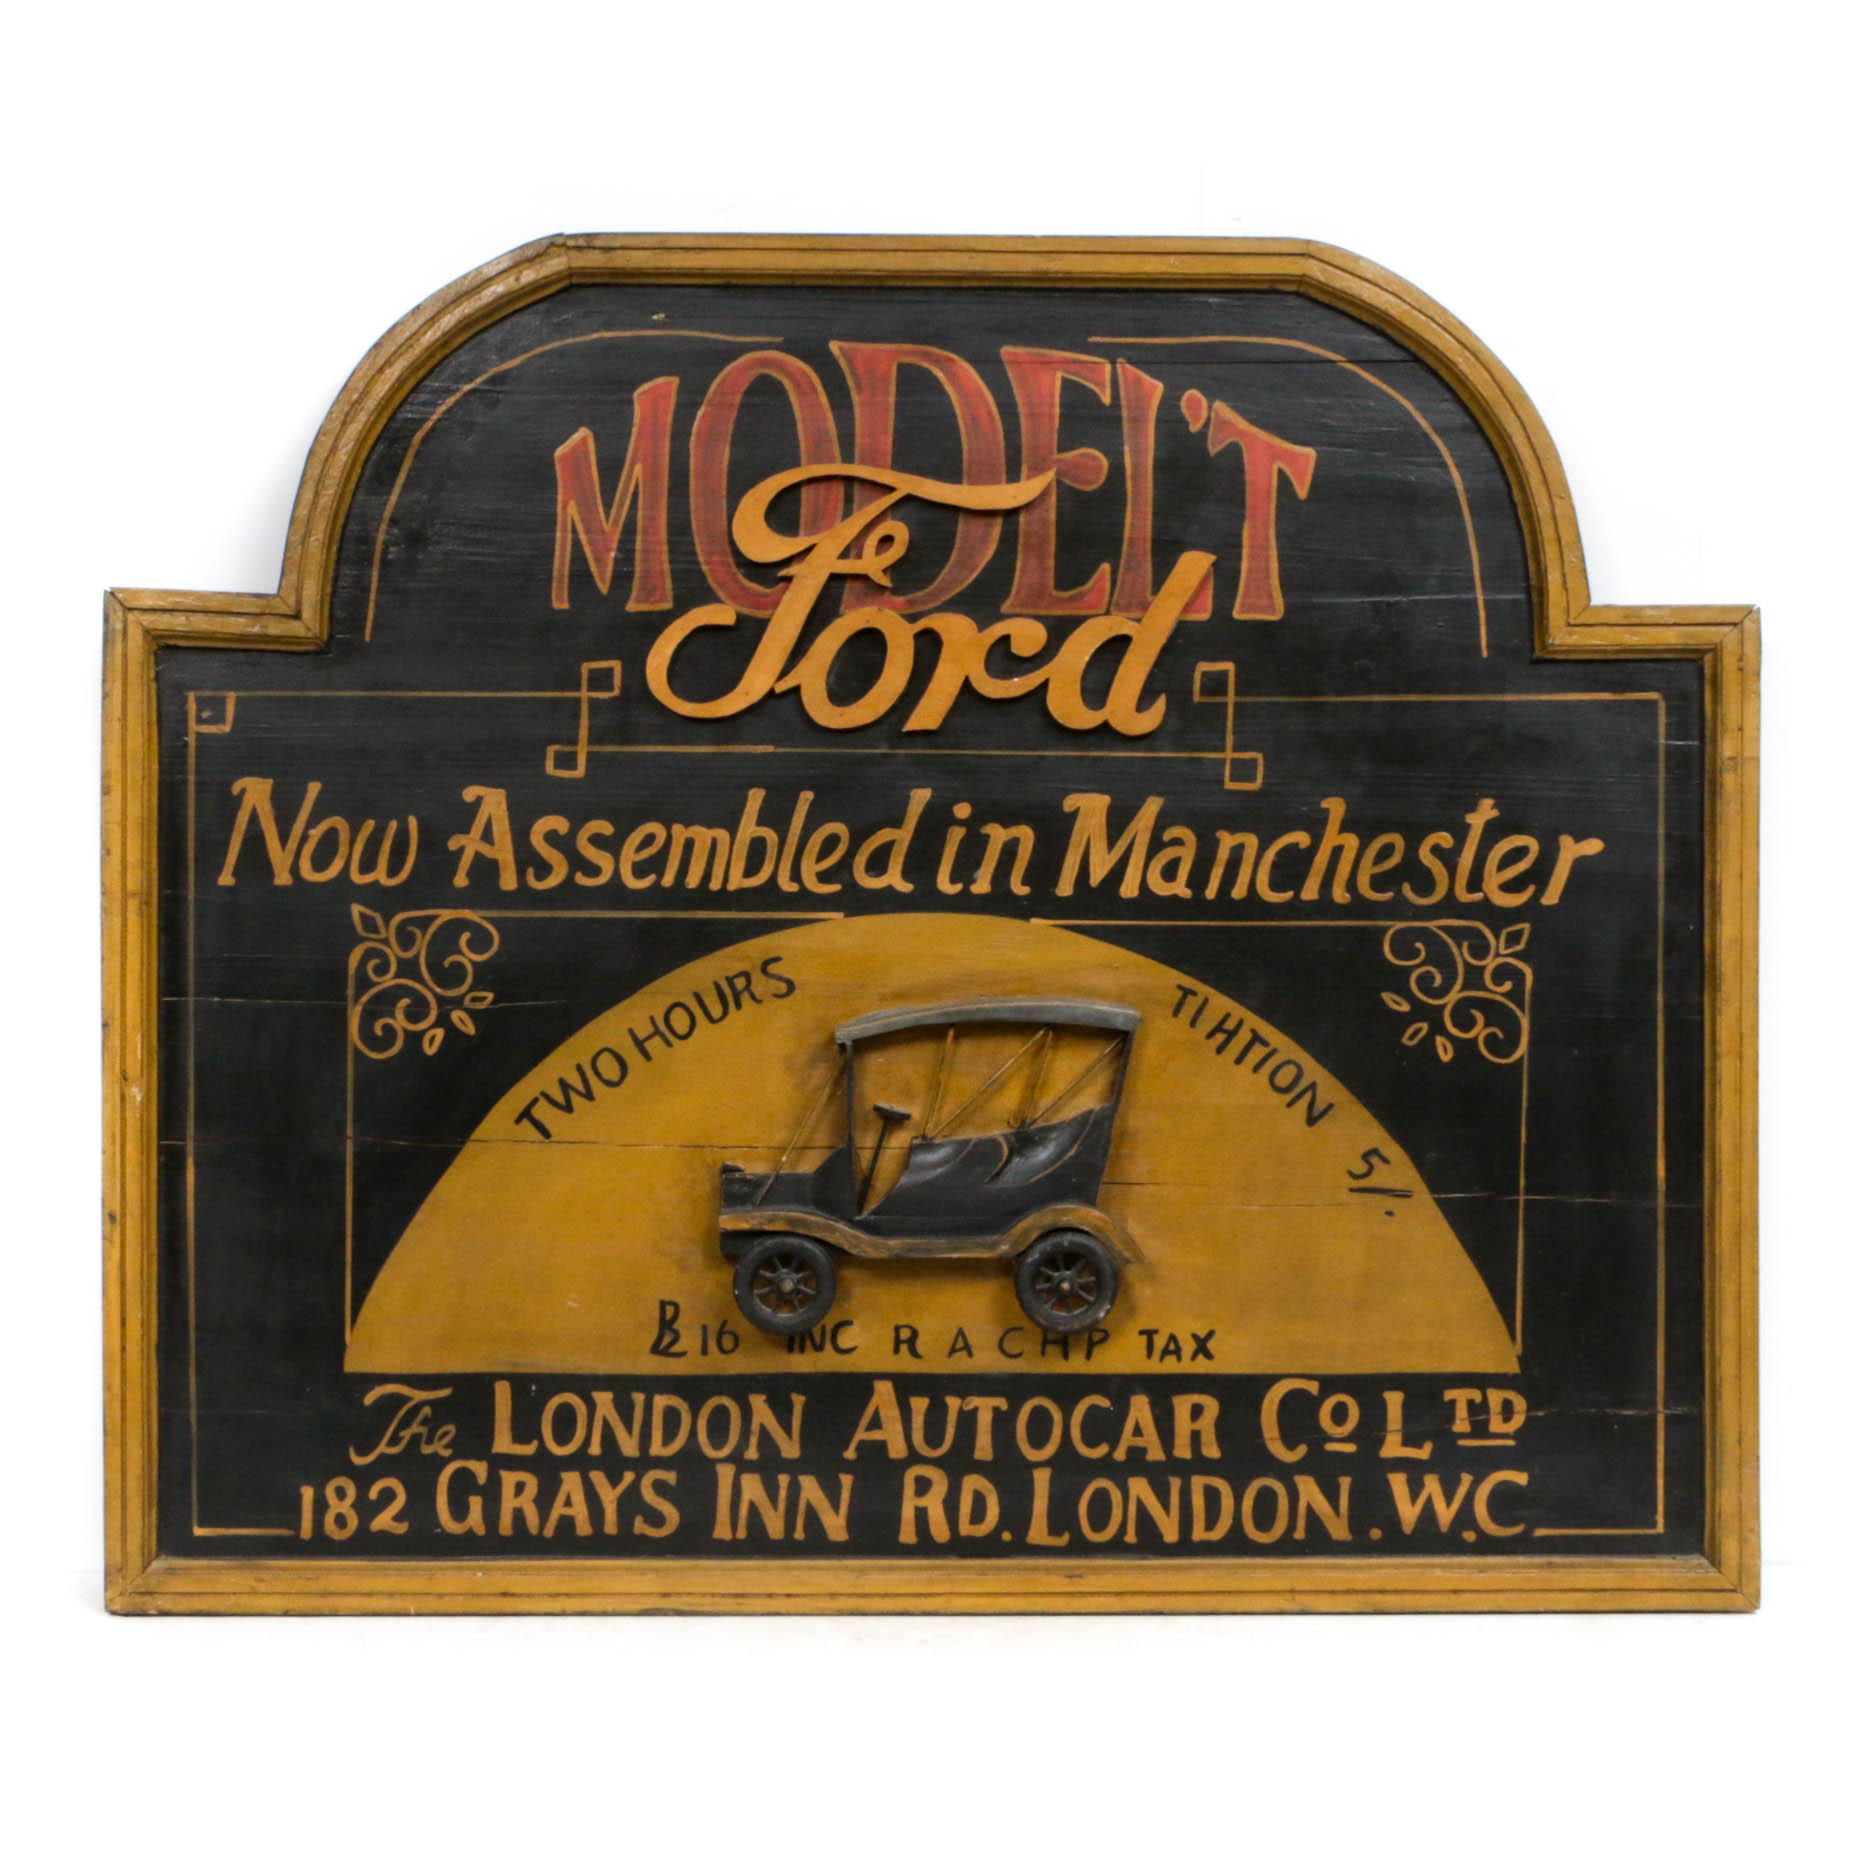 MODEL'T
Ford
Now Assembled in Manchester
TWO HOURS TIHTION 5/.
16 INC R A C HP TAX
The LONDON AUTOCAR Co LTD
182 GRAYS INN RD. LONDON. W.C